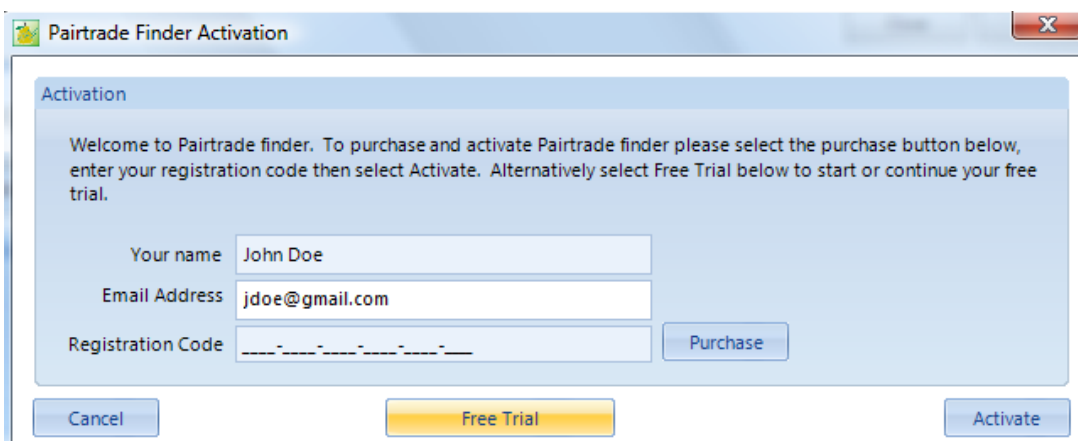 Pairtrade Finder Activation
X
Activation
Welcome to Pairtrade finder. To purchase and activate Pairtrade finder please select the purchase button below,
enter your registration code then select Activate. Alternatively select Free Trial below to start or continue your free
trial.
Your name John Doe
Email Address jdoe@gmail.com
Registration Code ____-____-____-____-____-___ Purchase
Cancel Free Trial Activate